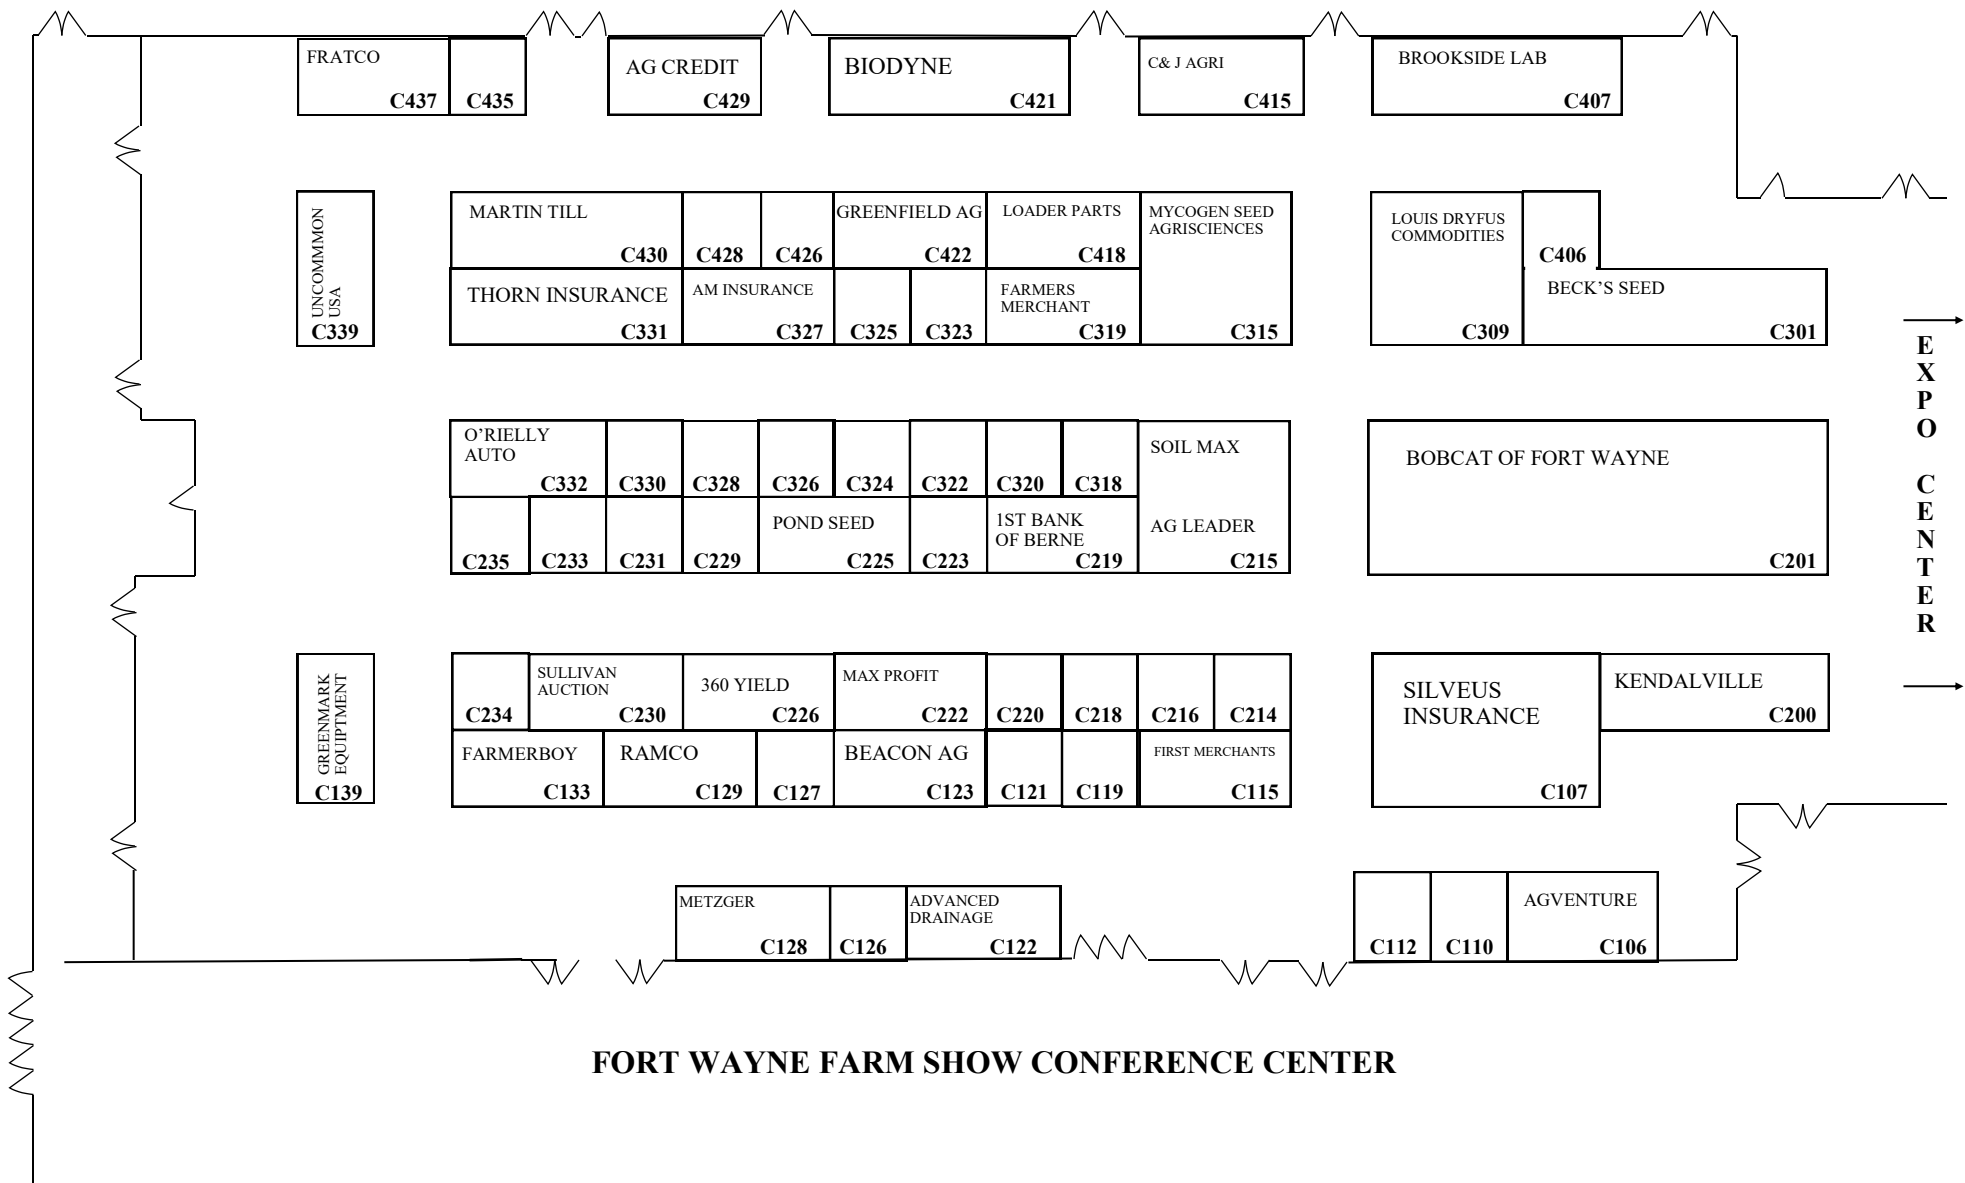 FRATCO
C437
C435
AG CREDIT
C429
BIODYNE
C421
C& J AGRI
C415
BROOKSIDE LAB
C407
UNCOMMMON
USA
C339
MARTIN TILL
C430
C428
C426
GREENFIELD AG
C422
LOADER PARTS
C418
MYCOGEN SEED
AGRISCIENCES
C315
THORN INSURANCE
C331
AM INSURANCE
C327
C325
C323
FARMERS
MERCHANT
C319
LOUIS DRYFUS
COMMODITIES
C309
C406
BECK'S SEED
C301
EXPO CENTER
O'RIELLY
AUTO
C332
C330
C328
C326
C324
C322
C320
C318
SOIL MAX
AG LEADER
C215
C235
C233
C231
C229
POND SEED
C225
C223
1ST BANK
OF BERNE
C219
BOBCAT OF FORT WAYNE
C201
GREENMARK
EQUIPTMENT
C139
C234
SULLIVAN
AUCTION
C230
360 YIELD
C226
MAX PROFIT
C222
C220
C218
C216
C214
FARMERBOY
C133
RAMCO
C129
C127
BEACON AG
C123
C121
C119
FIRST MERCHANTS
C115
SILVEUS
INSURANCE
C107
KENDALVILLE
C200
METZGER
C128
C126
ADVANCED
DRAINAGE
C122
C112
C110
AGVENTURE
C106
FORT WAYNE FARM SHOW CONFERENCE CENTER